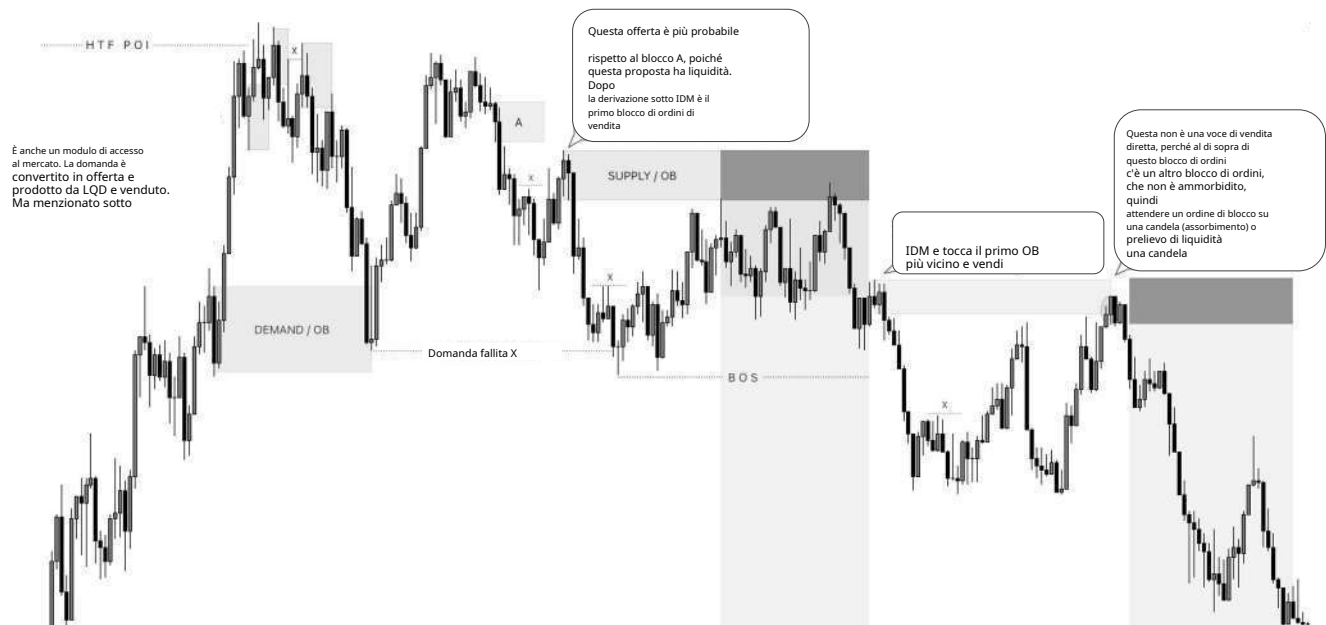 HTF POI
x
È anche un modulo di accesso
al mercato. La domanda è
convertito in offerta e
prodotto da LQD e venduto.
Ma menzionato sotto
DEMAND / OB
Domanda fallita X
A
x
Questa offerta è più probabile
rispetto al blocco A, poiché
questa proposta ha liquidità.
Dopo
la derivazione sotto IDM è il
primo blocco di ordini di
vendita
SUPPLY / OB
x
BOS
IDM e tocca il primo OB
più vicino e vendi
x
Questa non è una voce di vendita
diretta, perché al di sopra di
questo blocco di ordini
c'è un altro blocco di ordini,
che non è ammorbidito,
quindi
attendere un ordine di blocco su
una candela (assorbimento) o
prelievo di liquidità
una candela